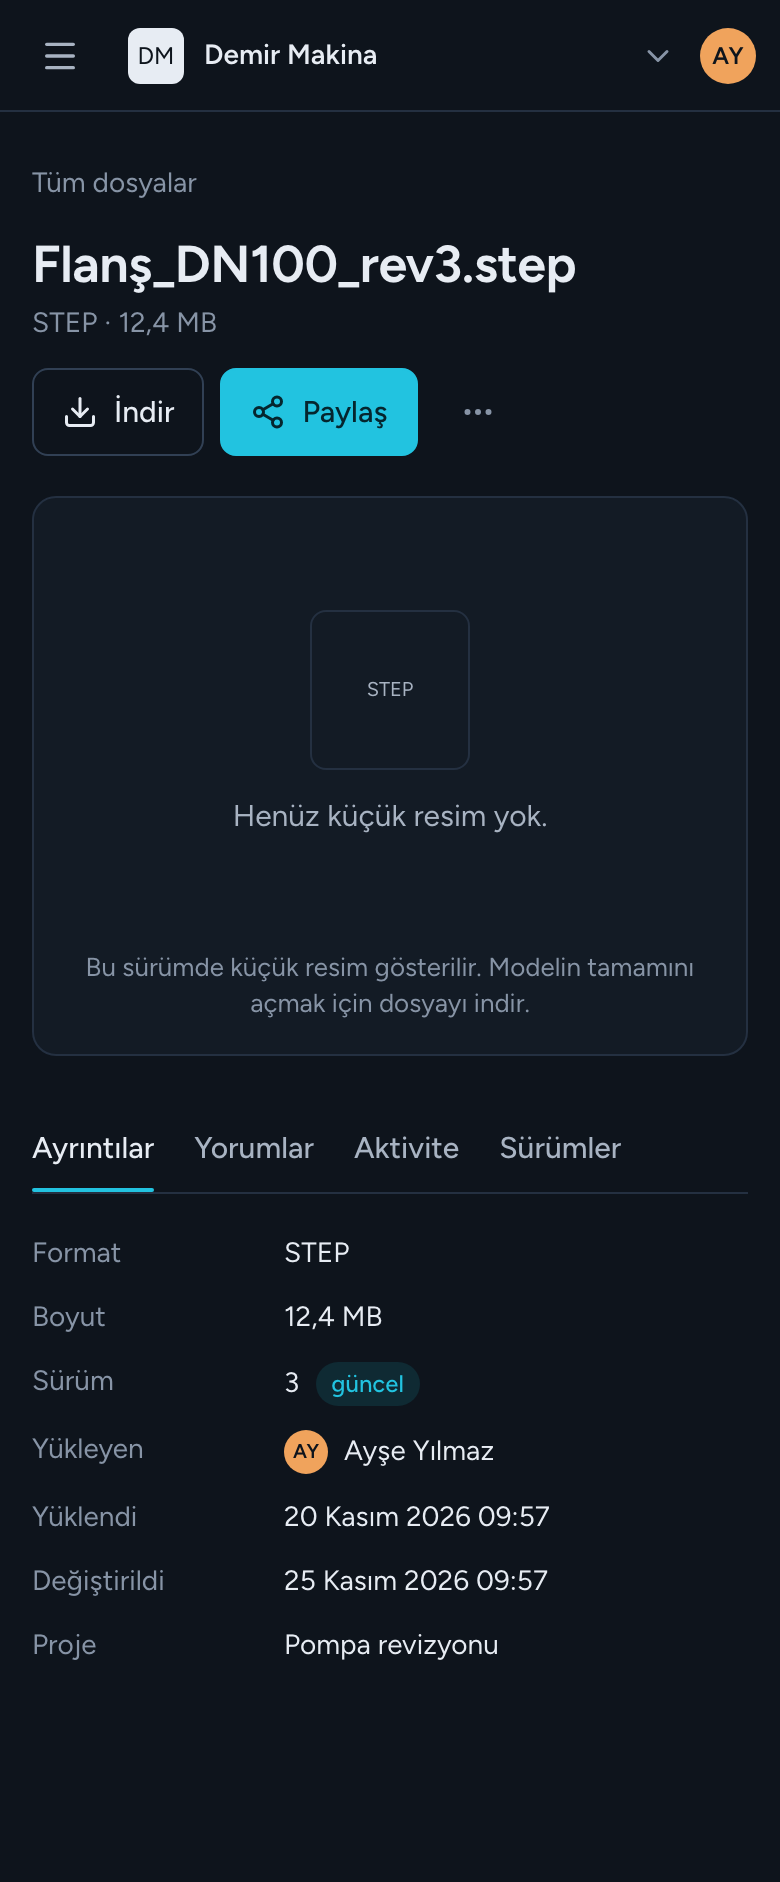 DM Demir Makina AY
Tüm dosyalar
Flanş_DN100_rev3.step
STEP · 12,4 MB
İndir Paylaş
STEP
Henüz küçük resim yok.
Bu sürümde küçük resim gösterilir. Modelin tamamını
açmak için dosyayı indir.
Ayrıntılar Yorumlar Aktivite Sürümler
Format STEP
Boyut 12,4 MB
Sürüm 3 güncel
Yükleyen AY Ayşe Yılmaz
Yüklendi 20 Kasım 2026 09:57
Değiştirildi 25 Kasım 2026 09:57
Proje Pompa revizyonu